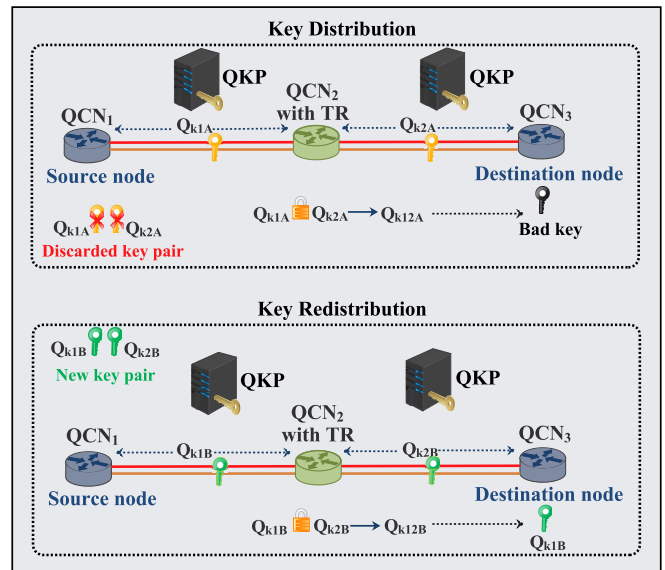 Key Distribution
QKP
QKP
QCN₂
with TR
QCN₁
QCN₃
Qk1A
Qk2A
Source node
Destination node
Qk1A
Qk2A
Qk12A
Qk1A
Qk2A
Bad key
Discarded key pair
Key Redistribution
Qk1B
Qk2B
New key pair
QKP
QKP
QCN₂
with TR
QCN₁
QCN₃
Qk1B
Qk2B
Source node
Destination node
Qk1B
Qk2B
Qk12B
Qk1B